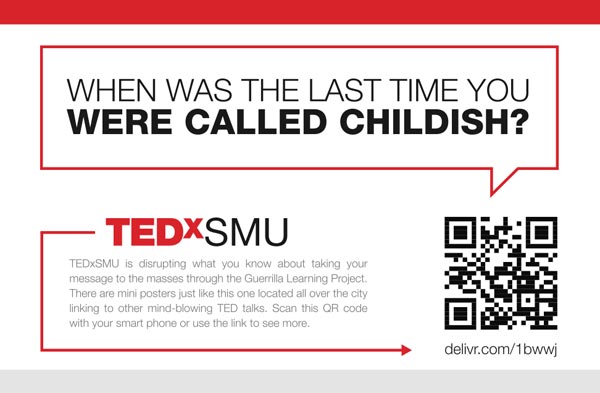 WHEN WAS THE LAST TIME YOU
WERE CALLED CHILDISH?
TEDxSMU
TEDxSMU is disrupting what you know about taking your
message to the masses through the Guerrilla Learning Project.
There are mini posters just like this one located all over the city
linking to other mind-blowing TED talks. Scan this QR code
with your smart phone or use the link to see more.
delivr.com/1bwwj